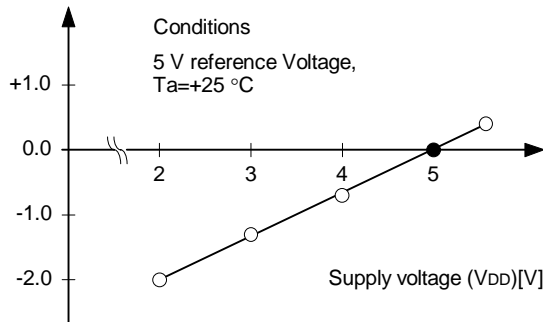 Conditions
5 V reference Voltage,
Ta=+25 °C
+1.0
0.0
2 3 4 5
-1.0
-2.0
Supply voltage (VDD)[V]